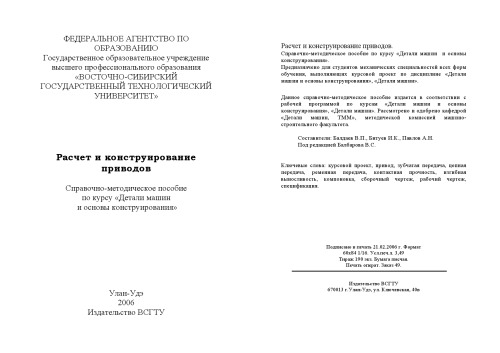 ФЕДЕРАЛЬНОЕ АГЕНТСТВО ПО
ОБРАЗОВАНИЮ
Государственное образовательное учреждение
высшего профессионального образования
«ВОСТОЧНО-СИБИРСКИЙ
ГОСУДАРСТВЕННЫЙ ТЕХНОЛОГИЧЕСКИЙ
УНИВЕРСИТЕТ»
Расчет и конструирование
приводов
Справочно-методическое пособие
по курсу «Детали машин
и основы конструирования»
Улан-Удэ
2006
Издательство ВСГТУ
Расчет и конструирование приводов.
Справочно-методическое пособие по курсу «Детали машин и основы
конструирования».
Предназначено для студентов механических специальностей всех форм
обучения, выполняющих курсовой проект по дисциплине «Детали
машин и основы конструирования», «Детали машин».
Данное справочно-методическое пособие издается в соответствии с
рабочей программой по курсам «Детали машин и основы
конструирования», «Детали машин». Рассмотрено и одобрено кафедрой
«Детали машин, ТММ», методической комиссией машино-
строительного факультета.
Составители: Балдаев В.П., Битуев И.К., Павлов А.Н.
Под редакцией Балбарова В.С.
Ключевые слова: курсовой проект, привод, зубчатая передача, цепная
передача, ременная передача, контактная прочность, изгибная
выносливость, компоновка, сборочный чертеж, рабочий чертеж,
спецификация.
Подписано в печать 21.02.2006 г. Формат
60x84 1/16. Усл.печ.л. 3,49
Тираж 190 экз. Бумага писчая.
Печать операт. Заказ 49.
Издательство ВСГТУ
670013 г. Улан-Удэ, ул. Ключевская, 40в